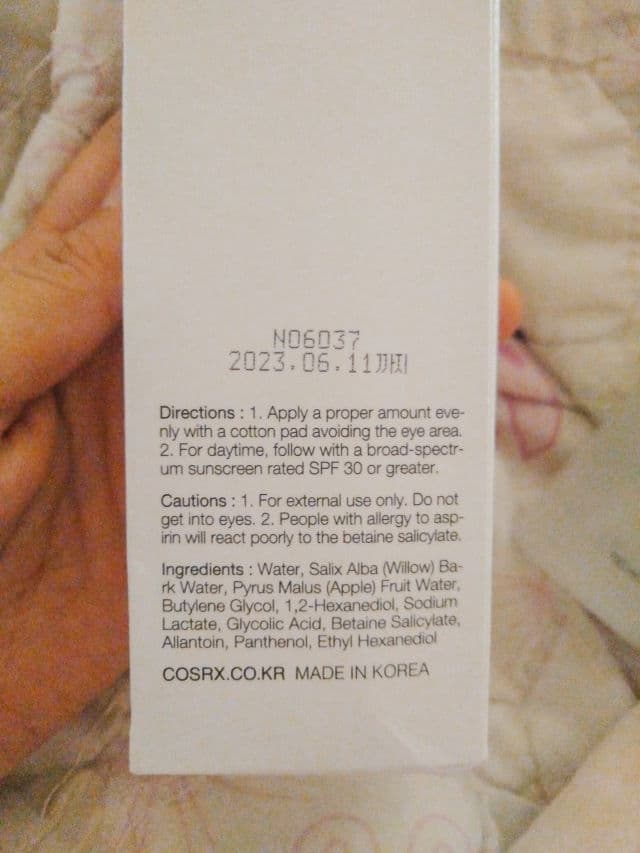 N06037
2023.06.11까지
Directions : 1. Apply a proper amount eve-
nly with a cotton pad avoiding the eye area.
2. For daytime, follow with a broad-spectr-
um sunscreen rated SPF 30 or greater.
Cautions : 1. For external use only. Do not
get into eyes. 2. People with allergy to asp-
irin will react poorly to the betaine salicylate.
Ingredients : Water, Salix Alba (Willow) Ba-
rk Water, Pyrus Malus (Apple) Fruit Water,
Butylene Glycol, 1,2-Hexanediol, Sodium
Lactate, Glycolic Acid, Betaine Salicylate,
Allantoin, Panthenol, Ethyl Hexanediol
COSRX.CO.KR MADE IN KOREA